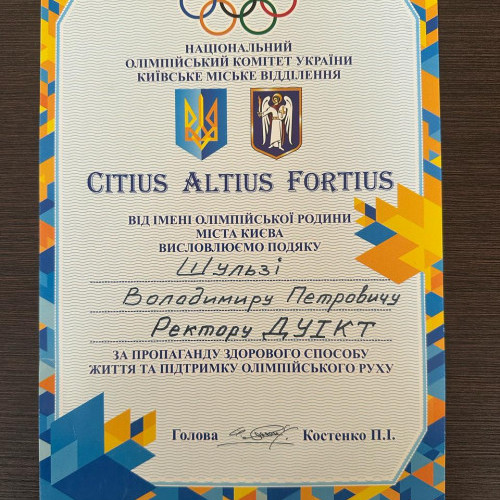 НАЦІОНАЛЬНИЙ
ОЛІМПІЙСЬКИЙ КОМІТЕТ УКРАЇНИ
КИЇВСЬКЕ МІСЬКЕ ВІДДІЛЕННЯ
CITIUS ALTIUS FORTIUS
ВІД ІМЕНІ ОЛІМПІЙСЬКОЇ РОДИНИ
МІСТА КИЄВА
ВИСЛОВЛЮЄМО ПОДЯКУ
Шульзі
Володимиру Петровичу
Ректору ДУІКТ
ЗА ПРОПАГАНДУ ЗДОРОВОГО СПОСОБУ
ЖИТТЯ ТА ПІДТРИМКУ ОЛІМПІЙСЬКОГО РУХУ
Голова Костенко П.І.